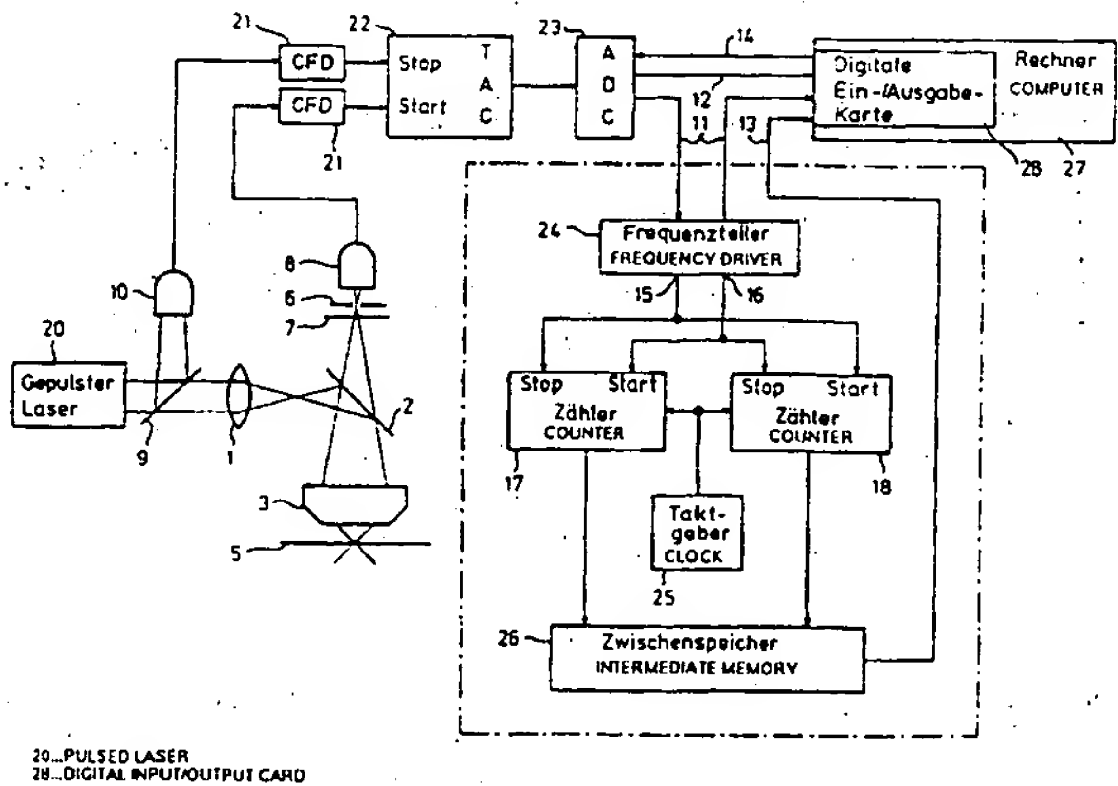 21
22
23
14
CFD
Stop
T
A
Rechner
COMPUTER
Digitale
Ein-/Ausgabe-
Karte
A
D
12
CFD
Start
C
C
11
13
21
28
27
24
Frequenzteiler
FREQUENCY DRIVER
8
10
6
7
15
16
20
Gepulster
Laser
Stop
Start
Zähler
COUNTER
Stop
Start
Zähler
COUNTER
2
9
1
17
18
3
5
Takt-
geber
CLOCK
25
26
Zwischenspeicher
INTERMEDIATE MEMORY
20...PULSED LASER
28...DIGITAL INPUT/OUTPUT CARD